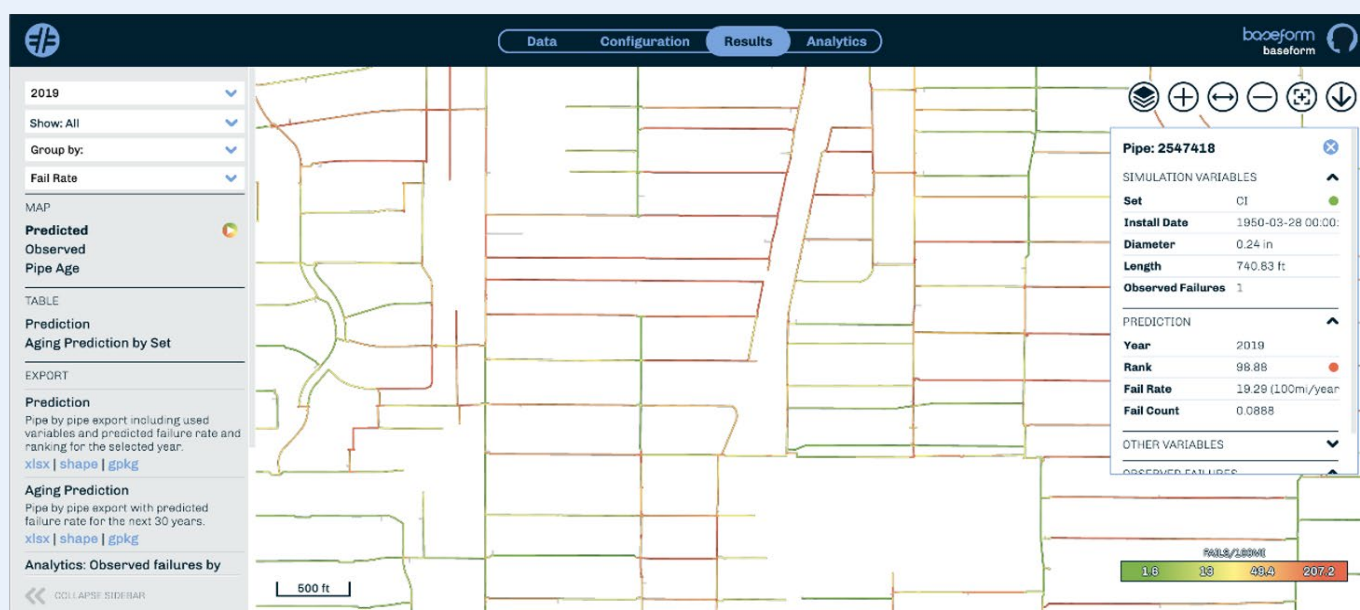 Data Configuration Results Analytics
baseform
baseform
2019
Show: All
Group by:
Fail Rate
MAP
Predicted
Observed
Pipe Age
TABLE
Prediction
Aging Prediction by Set
EXPORT
Prediction
Pipe by pipe export including used
variables and predicted failure rate and
ranking for the selected year.
xlsx | shape | gpkg
Aging Prediction
Pipe by pipe export with predicted
failure rate for the next 30 years.
xlsx | shape | gpkg
Analytics: Observed failures by
COLLAPSE SIDEBAR
500 ft
Pipe: 2547418
SIMULATION VARIABLES
Set CI
Install Date 1950-03-28 00:00:
Diameter 0.24 in
Length 740.83 ft
Observed Failures 1
PREDICTION
Year 2019
Rank 98.88
Fail Rate 19.29 (100mi/year
Fail Count 0.0888
OTHER VARIABLES
OBSERVED FAILURES
FAILS/100MI
1.6 13 49.4 207.2